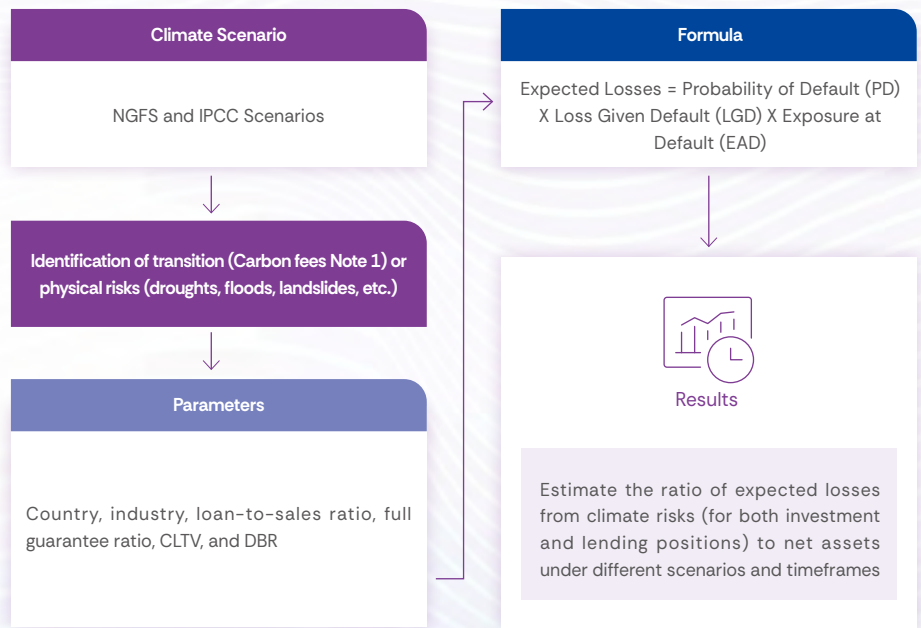 Climate Scenario
NGFS and IPCC Scenarios
Identification of transition (Carbon fees Note 1) or
physical risks (droughts, floods, landslides, etc.)
Parameters
Country, industry, loan-to-sales ratio, full
guarantee ratio, CLTV, and DBR
Formula
Expected Losses = Probability of Default (PD)
X Loss Given Default (LGD) X Exposure at
Default (EAD)
Results
Estimate the ratio of expected losses
from climate risks (for both investment
and lending positions) to net assets
under different scenarios and timeframes